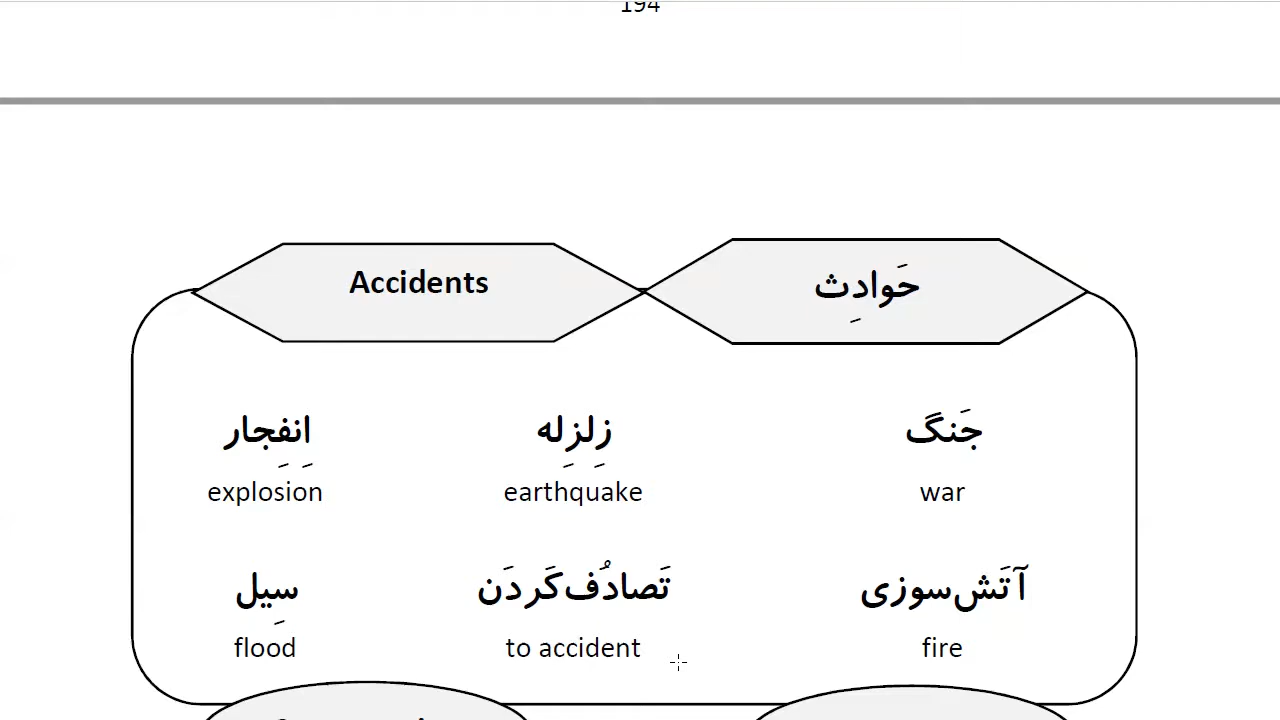 194
Accidents حَوادِث
اِنفِجار زِلزِله جَنگ
explosion earthquake war
سِیل تَصادُف‌کَردَن آتَش‌سوزی
flood to accident fire